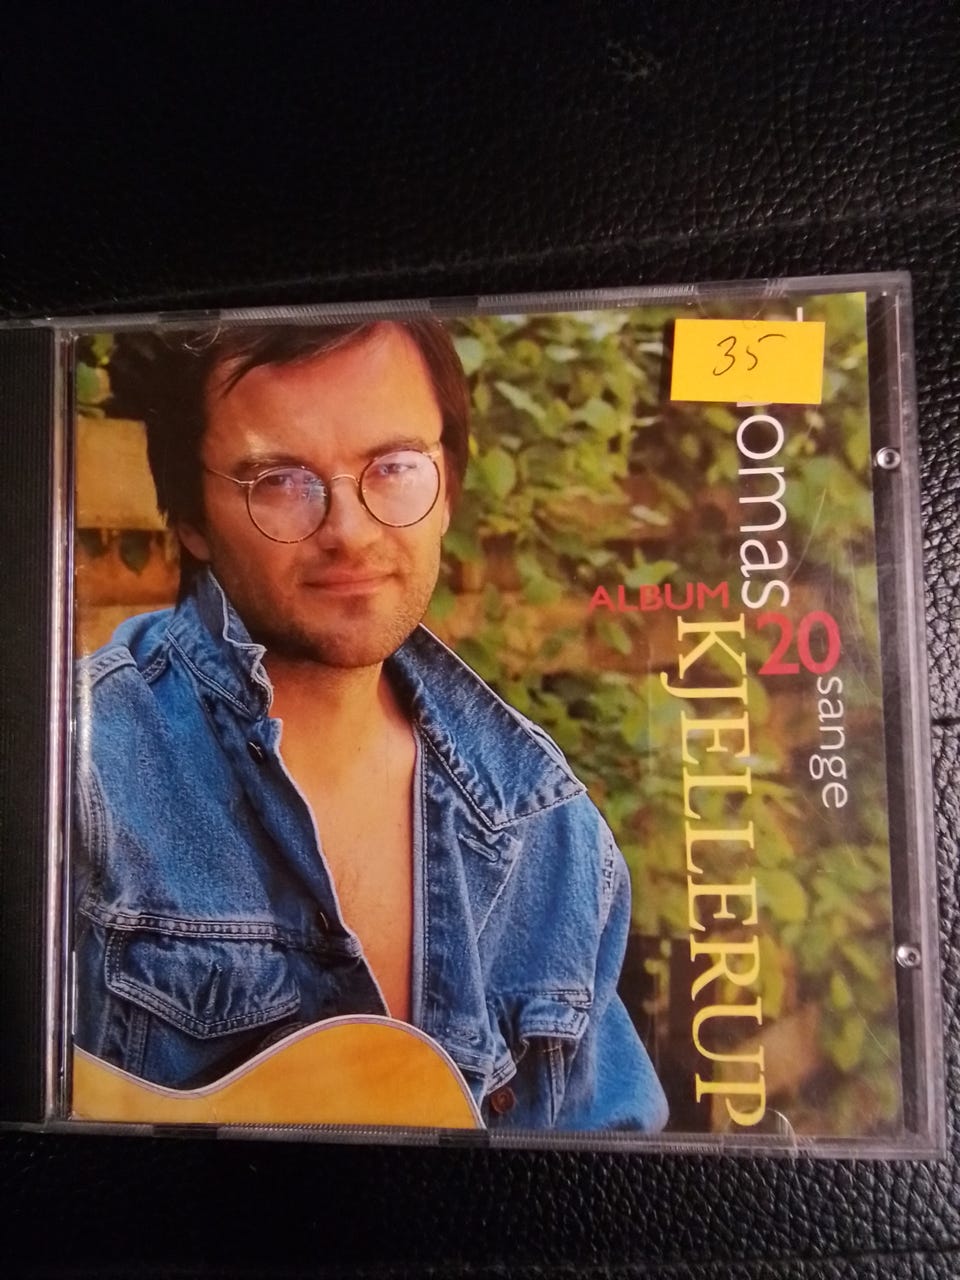 35
Thomas
ALBUM
20
sange
KJELLERUP